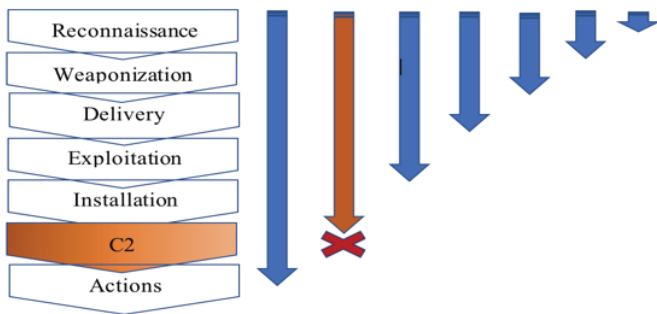 Reconnaissance
Weaponization
Delivery
Exploitation
Installation
C2
Actions